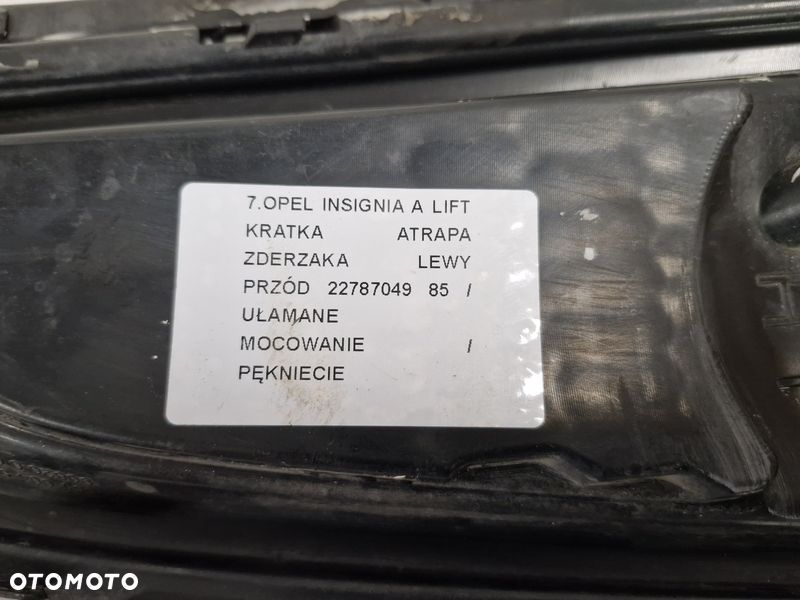 7.OPEL INSIGNIA A LIFT
KRATKA ATRAPA
ZDERZAKA LEWY
PRZÓD 22787049 85 /
UŁAMANE
MOCOWANIE /
PĘKNIECIE
OTOMOTO